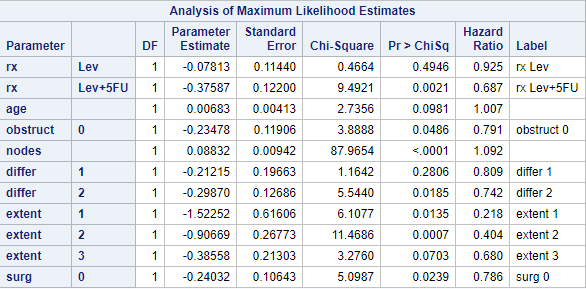 Analysis of Maximum Likelihood Estimates
Parameter DF Parameter Estimate Standard Error Chi-Square Pr > ChiSq Hazard Ratio Label
rx Lev 1 -0.07813 0.11440 0.4664 0.4946 0.925 rx Lev
rx Lev+5FU 1 -0.37587 0.12200 9.4921 0.0021 0.687 rx Lev+5FU
age 1 0.00683 0.00413 2.7356 0.0981 1.007
obstruct 0 1 -0.23478 0.11906 3.8888 0.0486 0.791 obstruct 0
nodes 1 0.08832 0.00942 87.9654 <.0001 1.092
differ 1 1 -0.21215 0.19663 1.1642 0.2806 0.809 differ 1
differ 2 1 -0.29870 0.12686 5.5440 0.0185 0.742 differ 2
extent 1 1 -1.52252 0.61606 6.1077 0.0135 0.218 extent 1
extent 2 1 -0.90669 0.26773 11.4686 0.0007 0.404 extent 2
extent 3 1 -0.38558 0.21303 3.2760 0.0703 0.680 extent 3
surg 0 1 -0.24032 0.10643 5.0987 0.0239 0.786 surg 0